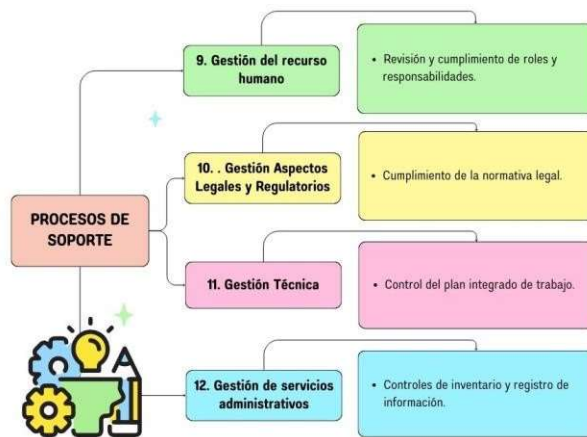 PROCESOS DE
SOPORTE
9. Gestión del recurso
humano
• Revisión y cumplimiento de roles y
responsabilidades.
10. . Gestión Aspectos
Legales y Regulatorios
• Cumplimiento de la normativa legal.
11. Gestión Técnica
• Control del plan integrado de trabajo.
12. Gestión de servicios
administrativos
• Controles de inventario y registro de
información.